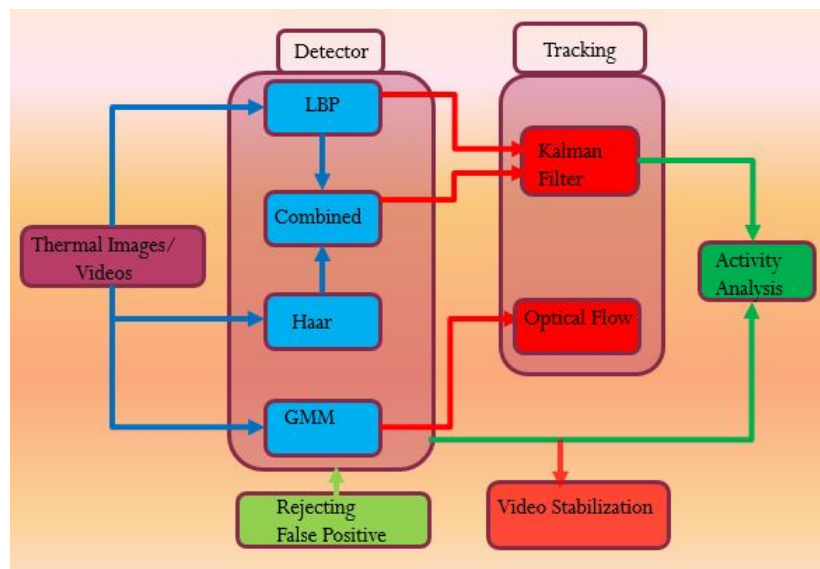 Detector
Tracking
LBP
Kalman
Filter
Combined
Thermal Images/
Videos
Activity
Analysis
Haar
Optical Flow
GMM
Rejecting
False Positive
Video Stabilization